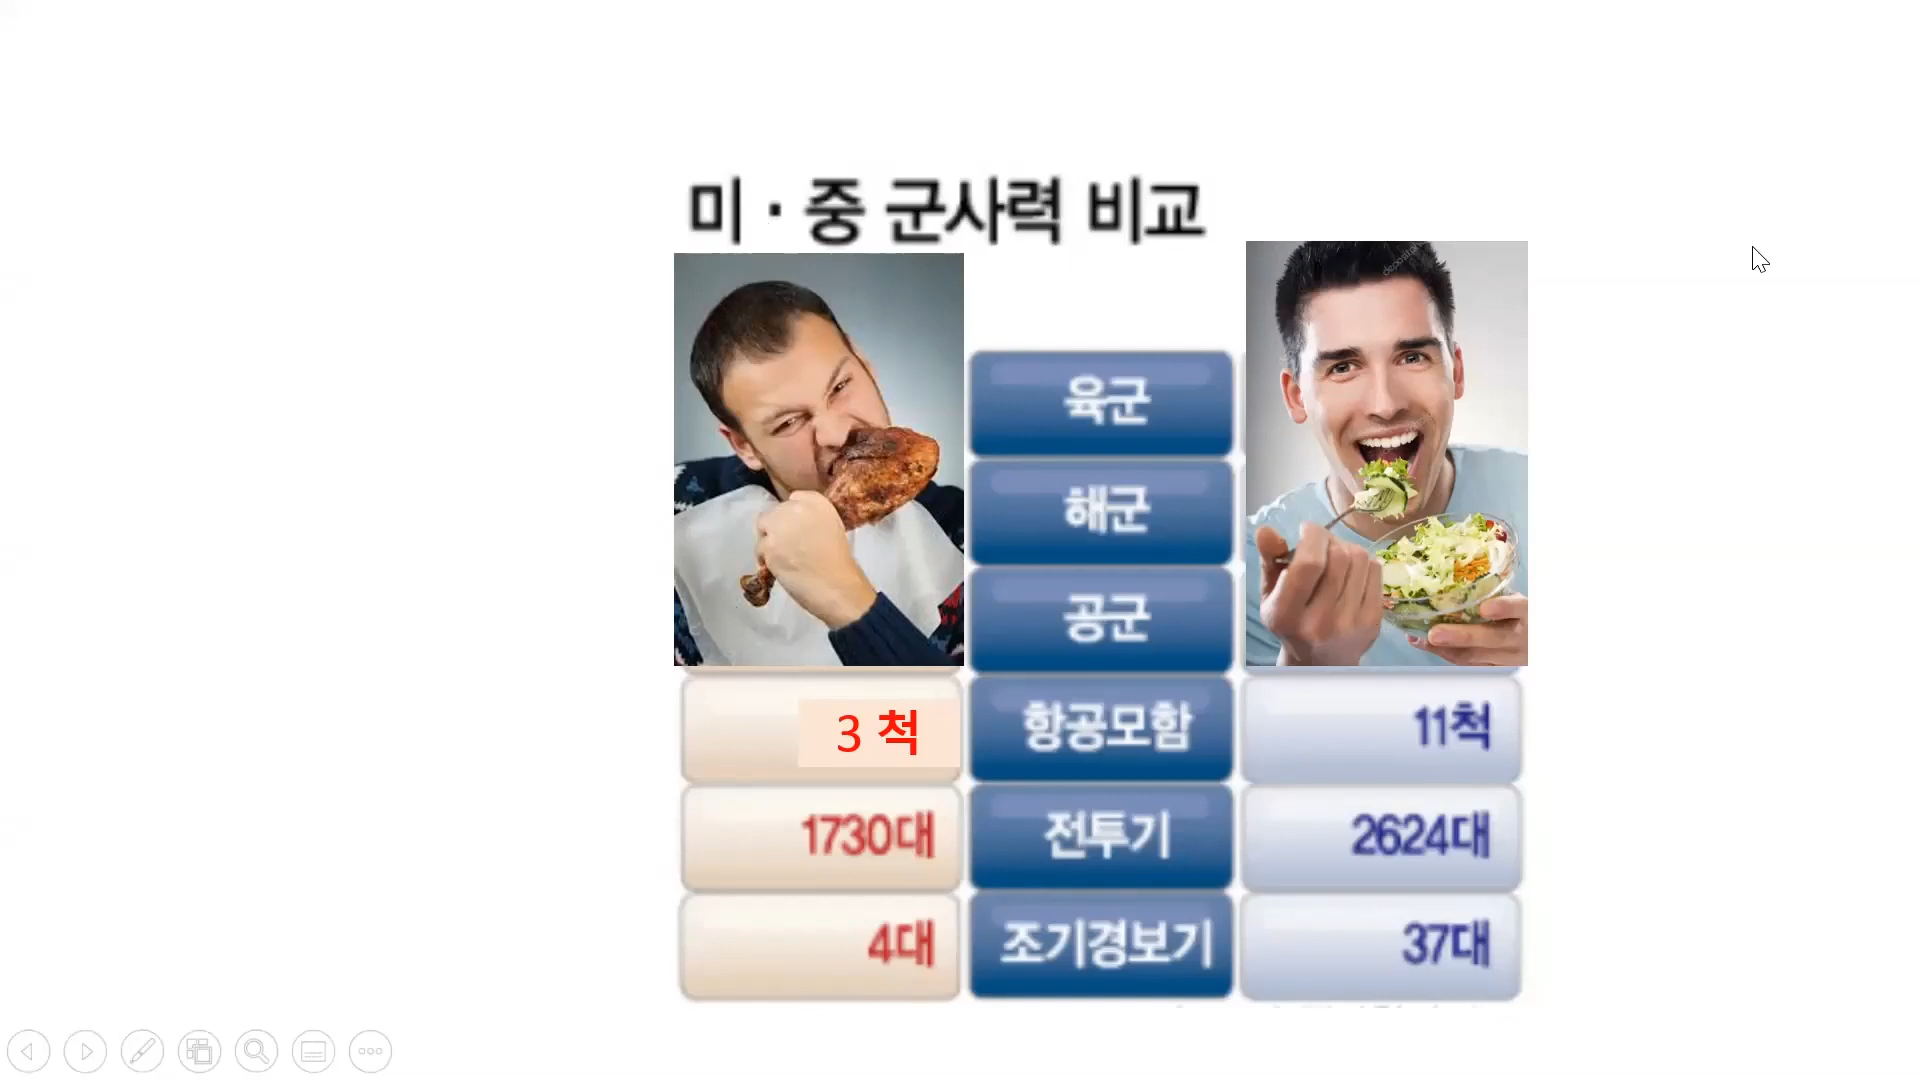 미·중 군사력 비교
육군
해군
공군
3 척 항공모함 11척
1730대 전투기 2624대
4대 조기경보기 37대